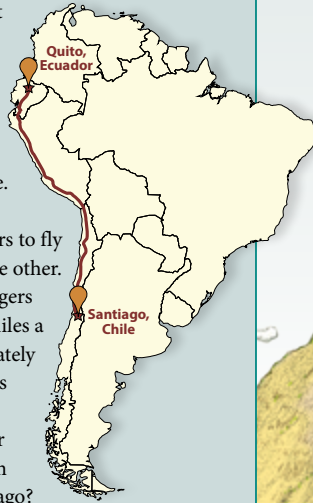 t
Quito,
Ecuador
e.
rs to fly
e other.
gers
Santiago,
Chile
iles a
ately
s
r
n
ago?